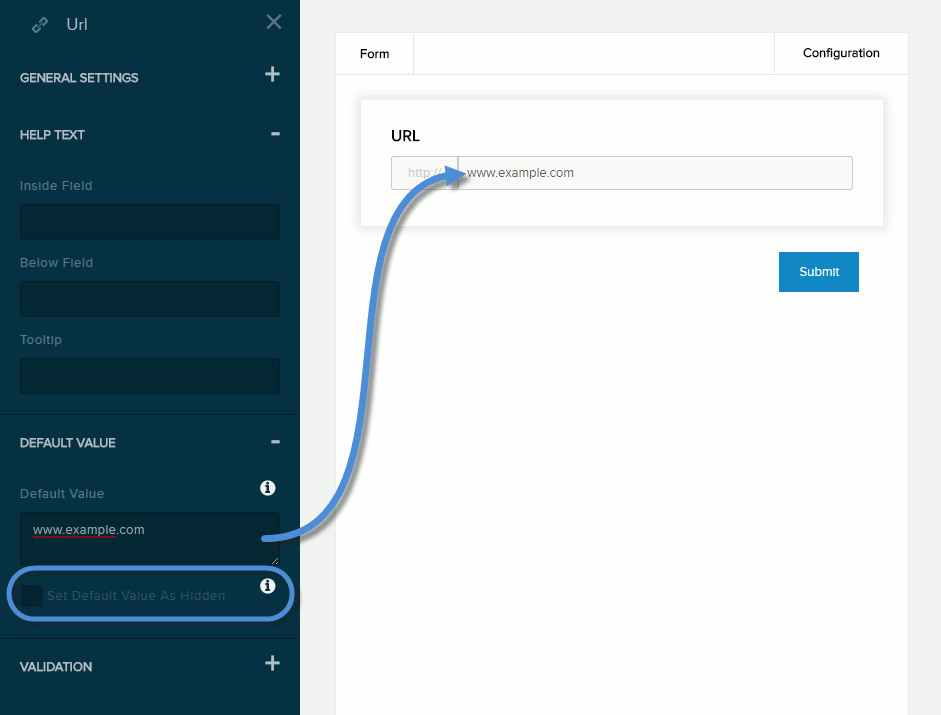 Url
GENERAL SETTINGS
HELP TEXT
Inside Field
Below Field
Tooltip
DEFAULT VALUE
Default Value
www.example.com
Set Default Value As Hidden
VALIDATION
Form
Configuration
URL
http:// www.example.com
Submit